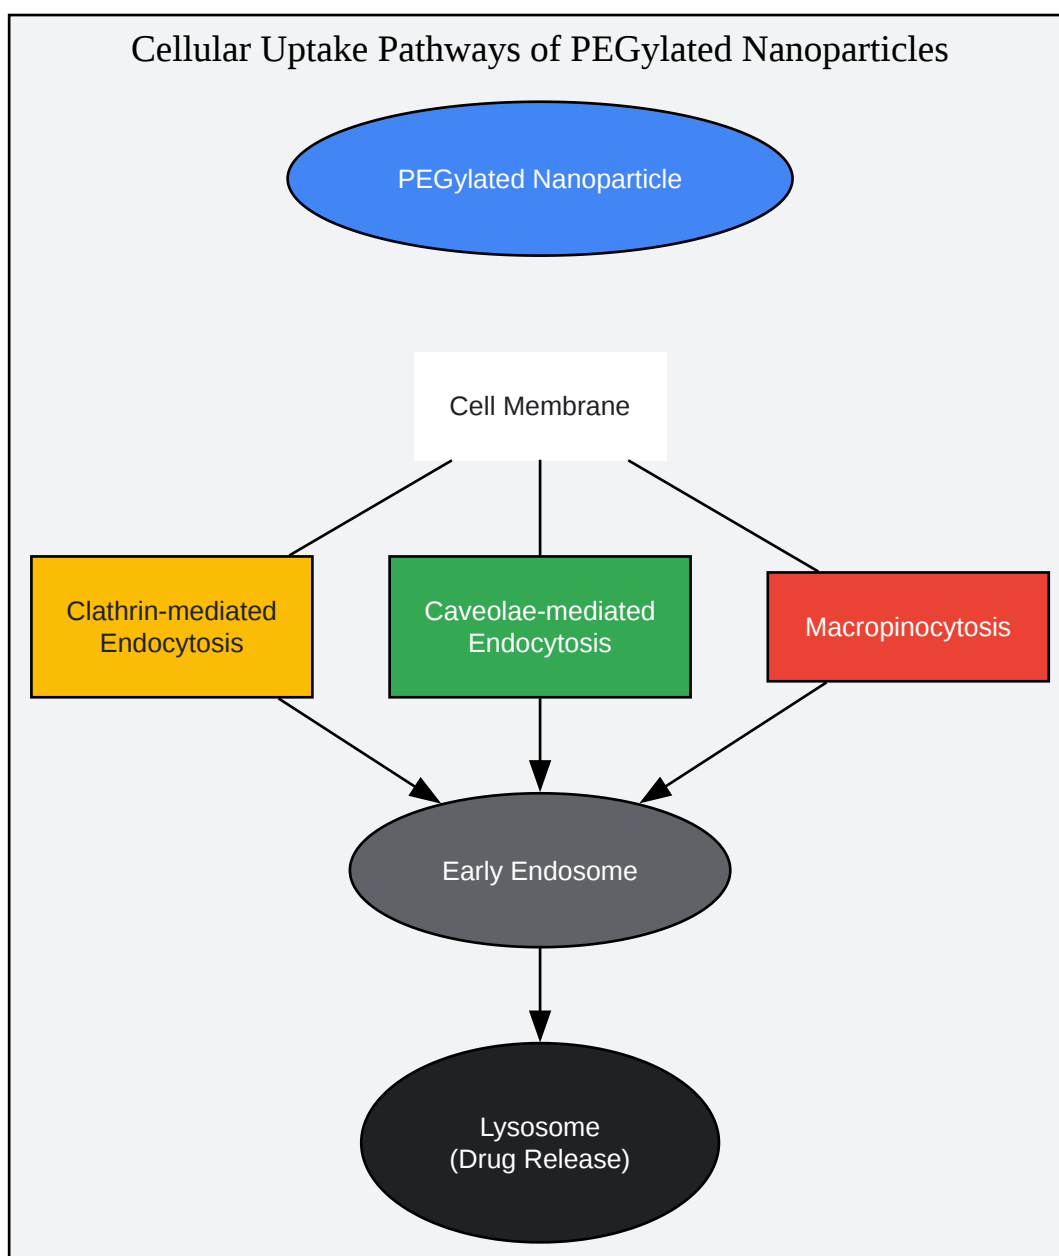 Cellular Uptake Pathways of PEGylated Nanoparticles
PEGylated Nanoparticle
Cell Membrane
Clathrin-mediated
Endocytosis
Caveolae-mediated
Endocytosis
Macropinocytosis
Early Endosome
Lysosome
(Drug Release)